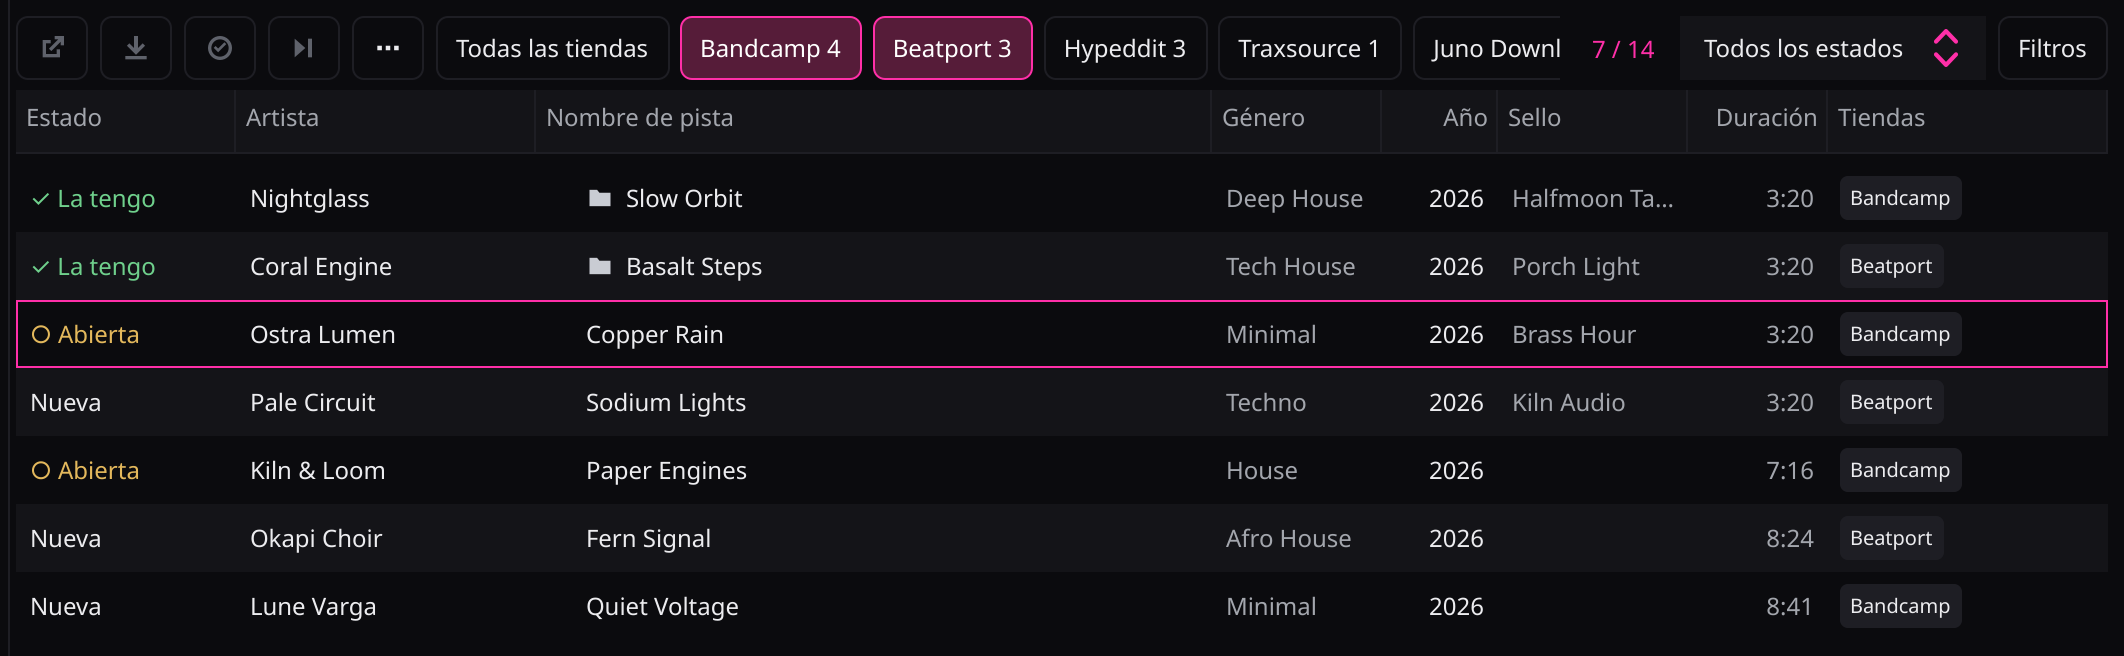 Todas las tiendas Bandcamp 4 Beatport 3 Hypeddit 3 Traxsource 1 Juno Downl 7 / 14 Todos los estados Filtros
Estado Artista Nombre de pista Género Año Sello Duración Tiendas
La tengo Nightglass Slow Orbit Deep House 2026 Halfmoon Ta... 3:20 Bandcamp
La tengo Coral Engine Basalt Steps Tech House 2026 Porch Light 3:20 Beatport
Abierta Ostra Lumen Copper Rain Minimal 2026 Brass Hour 3:20 Bandcamp
Nueva Pale Circuit Sodium Lights Techno 2026 Kiln Audio 3:20 Beatport
Abierta Kiln & Loom Paper Engines House 2026 7:16 Bandcamp
Nueva Okapi Choir Fern Signal Afro House 2026 8:24 Beatport
Nueva Lune Varga Quiet Voltage Minimal 2026 8:41 Bandcamp